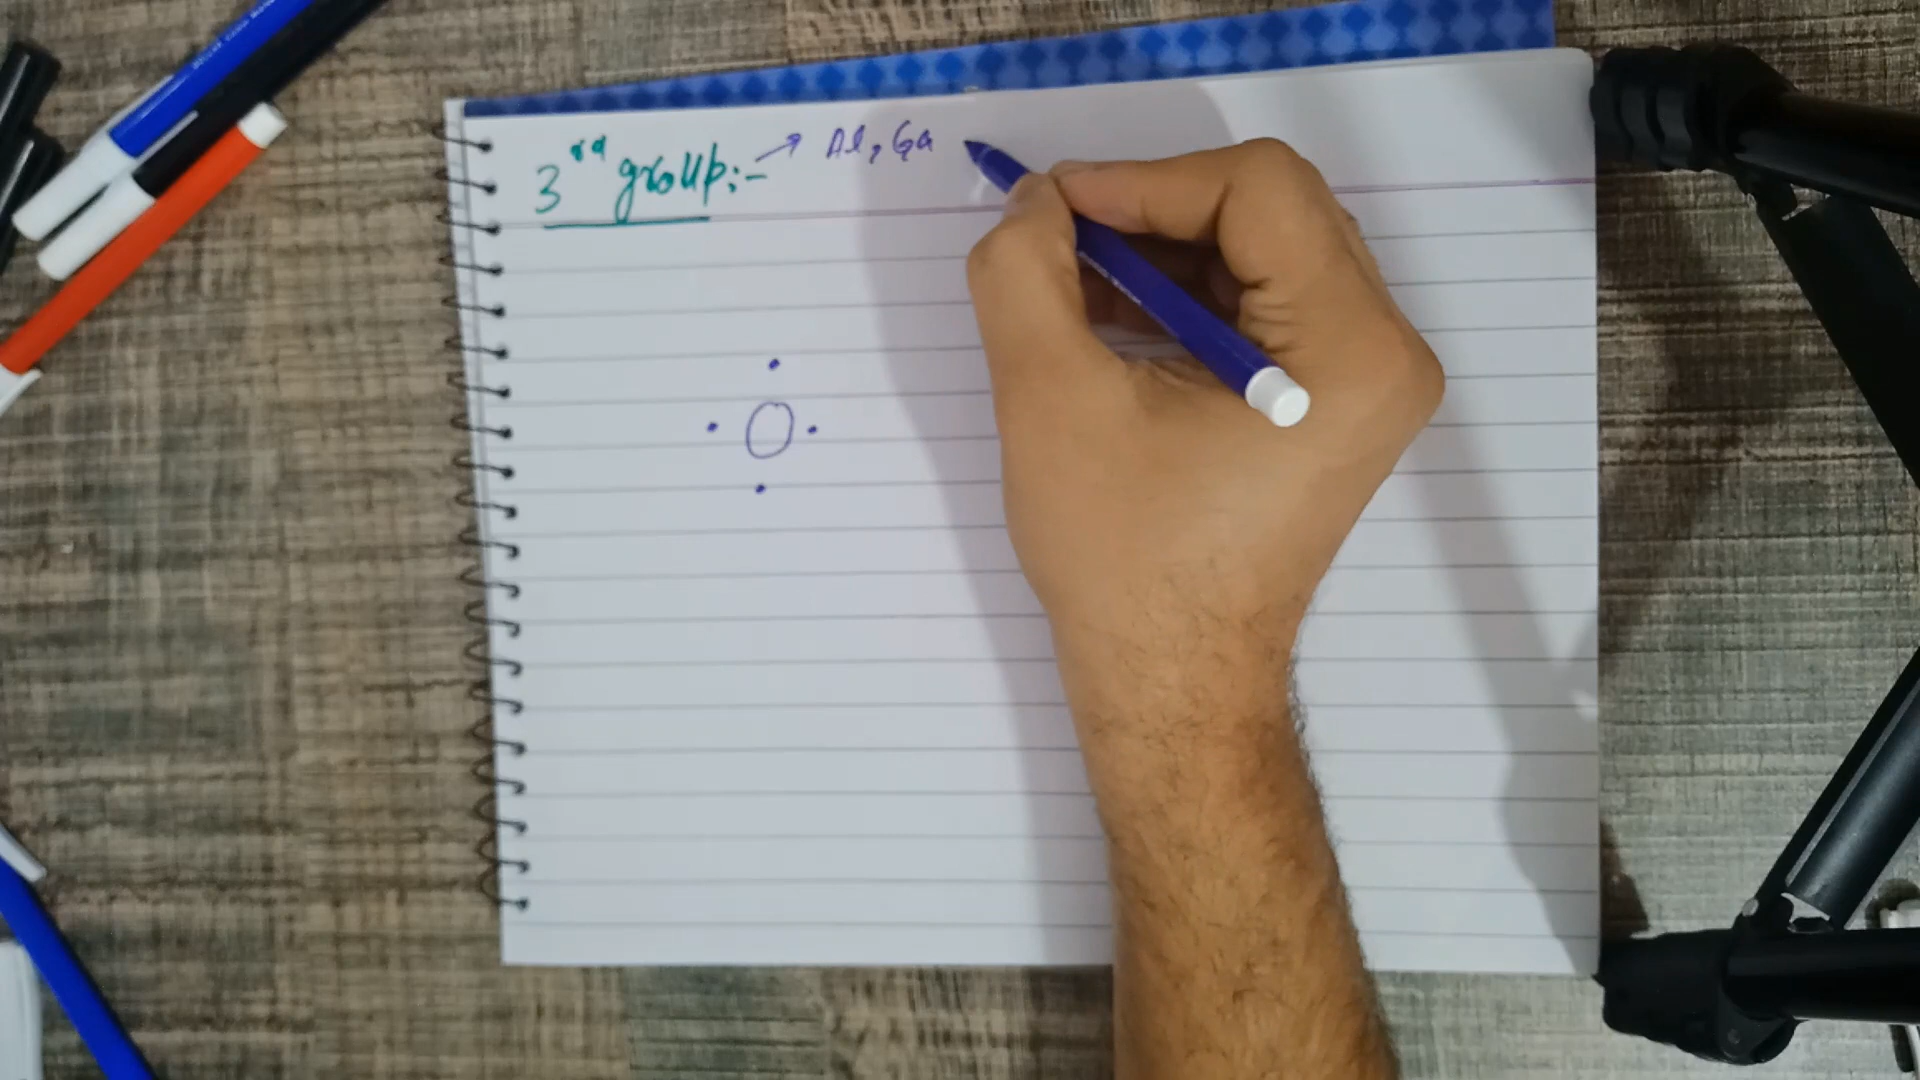 3rd group:- → Al, Ga